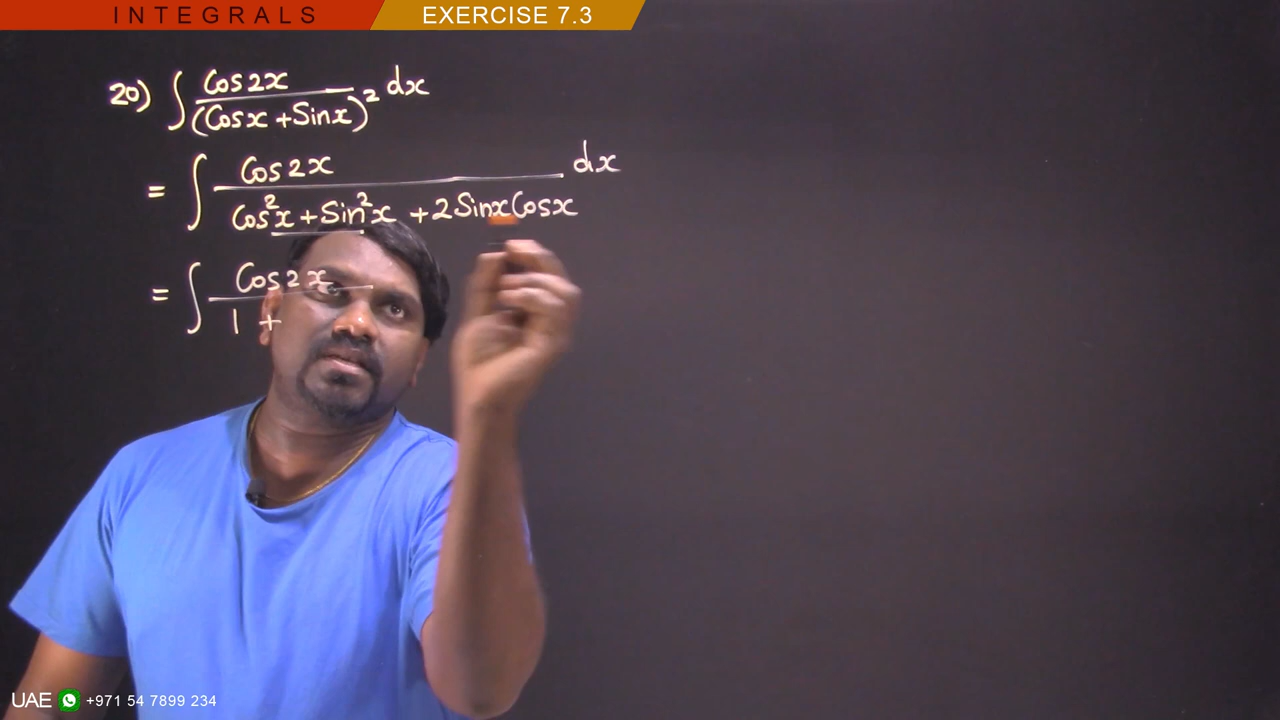 INTEGRALS EXERCISE 7.3
20) ∫ Cos2x / (Cosx + Sinx)² dx
= ∫ Cos2x / Cos²x + Sin²x + 2SinxCosx dx
= ∫ Cos2x / 1 +
UAE +971 54 7899 234